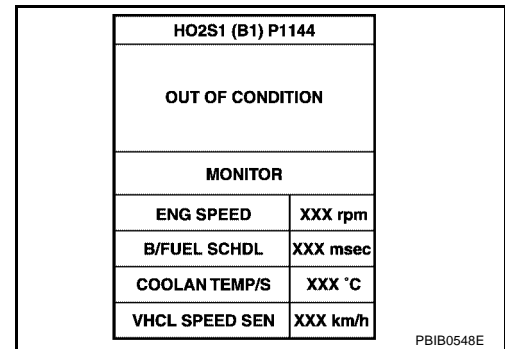 HO2S1 (B1) P1144
OUT OF CONDITION
MONITOR
ENG SPEED XXX rpm
B/FUEL SCHDL XXX msec
COOLAN TEMP/S XXX °C
VHCL SPEED SEN XXX km/h
PBIB0548E